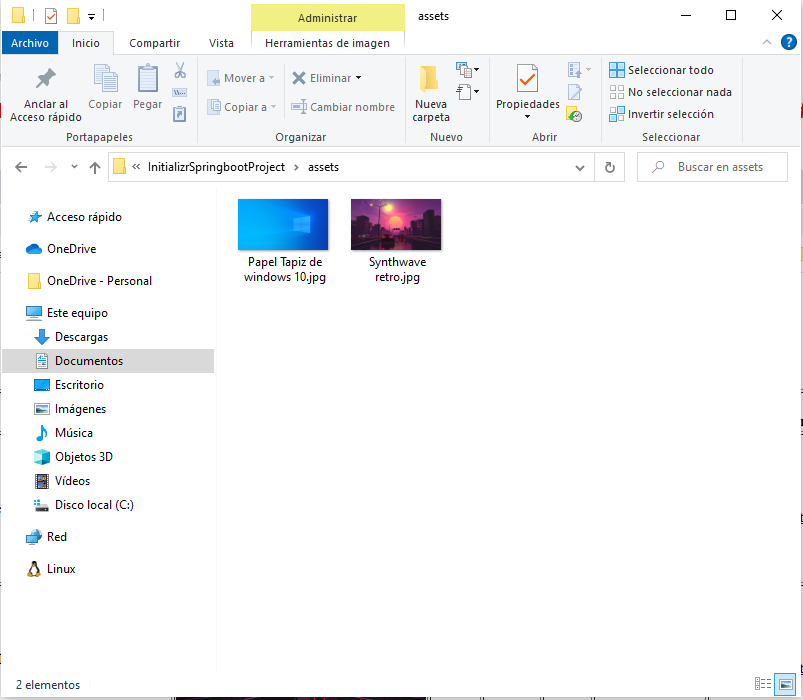 Administrar
assets
Archivo
Inicio
Compartir
Vista
Herramientas de imagen
Anclar al
Acceso rápido
Copiar
Pegar
Mover a
Copiar a
Eliminar
Cambiar nombre
Nueva
carpeta
Propiedades
Seleccionar todo
No seleccionar nada
Invertir selección
Portapapeles
Organizar
Nuevo
Abrir
Seleccionar
« InitializrSpringbootProject › assets
Buscar en assets
Acceso rápido
OneDrive
OneDrive - Personal
Este equipo
Descargas
Documentos
Escritorio
Imágenes
Música
Objetos 3D
Vídeos
Disco local (C:)
Red
Linux
Papel Tapiz de
windows 10.jpg
Synthwave
retro.jpg
2 elementos